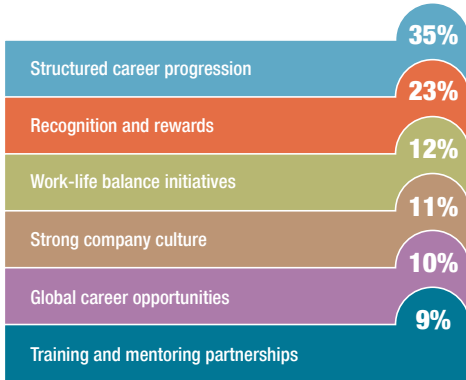 35%
Structured career progression
23%
Recognition and rewards
12%
Work-life balance initiatives
11%
Strong company culture
10%
Global career opportunities
9%
Training and mentoring partnerships